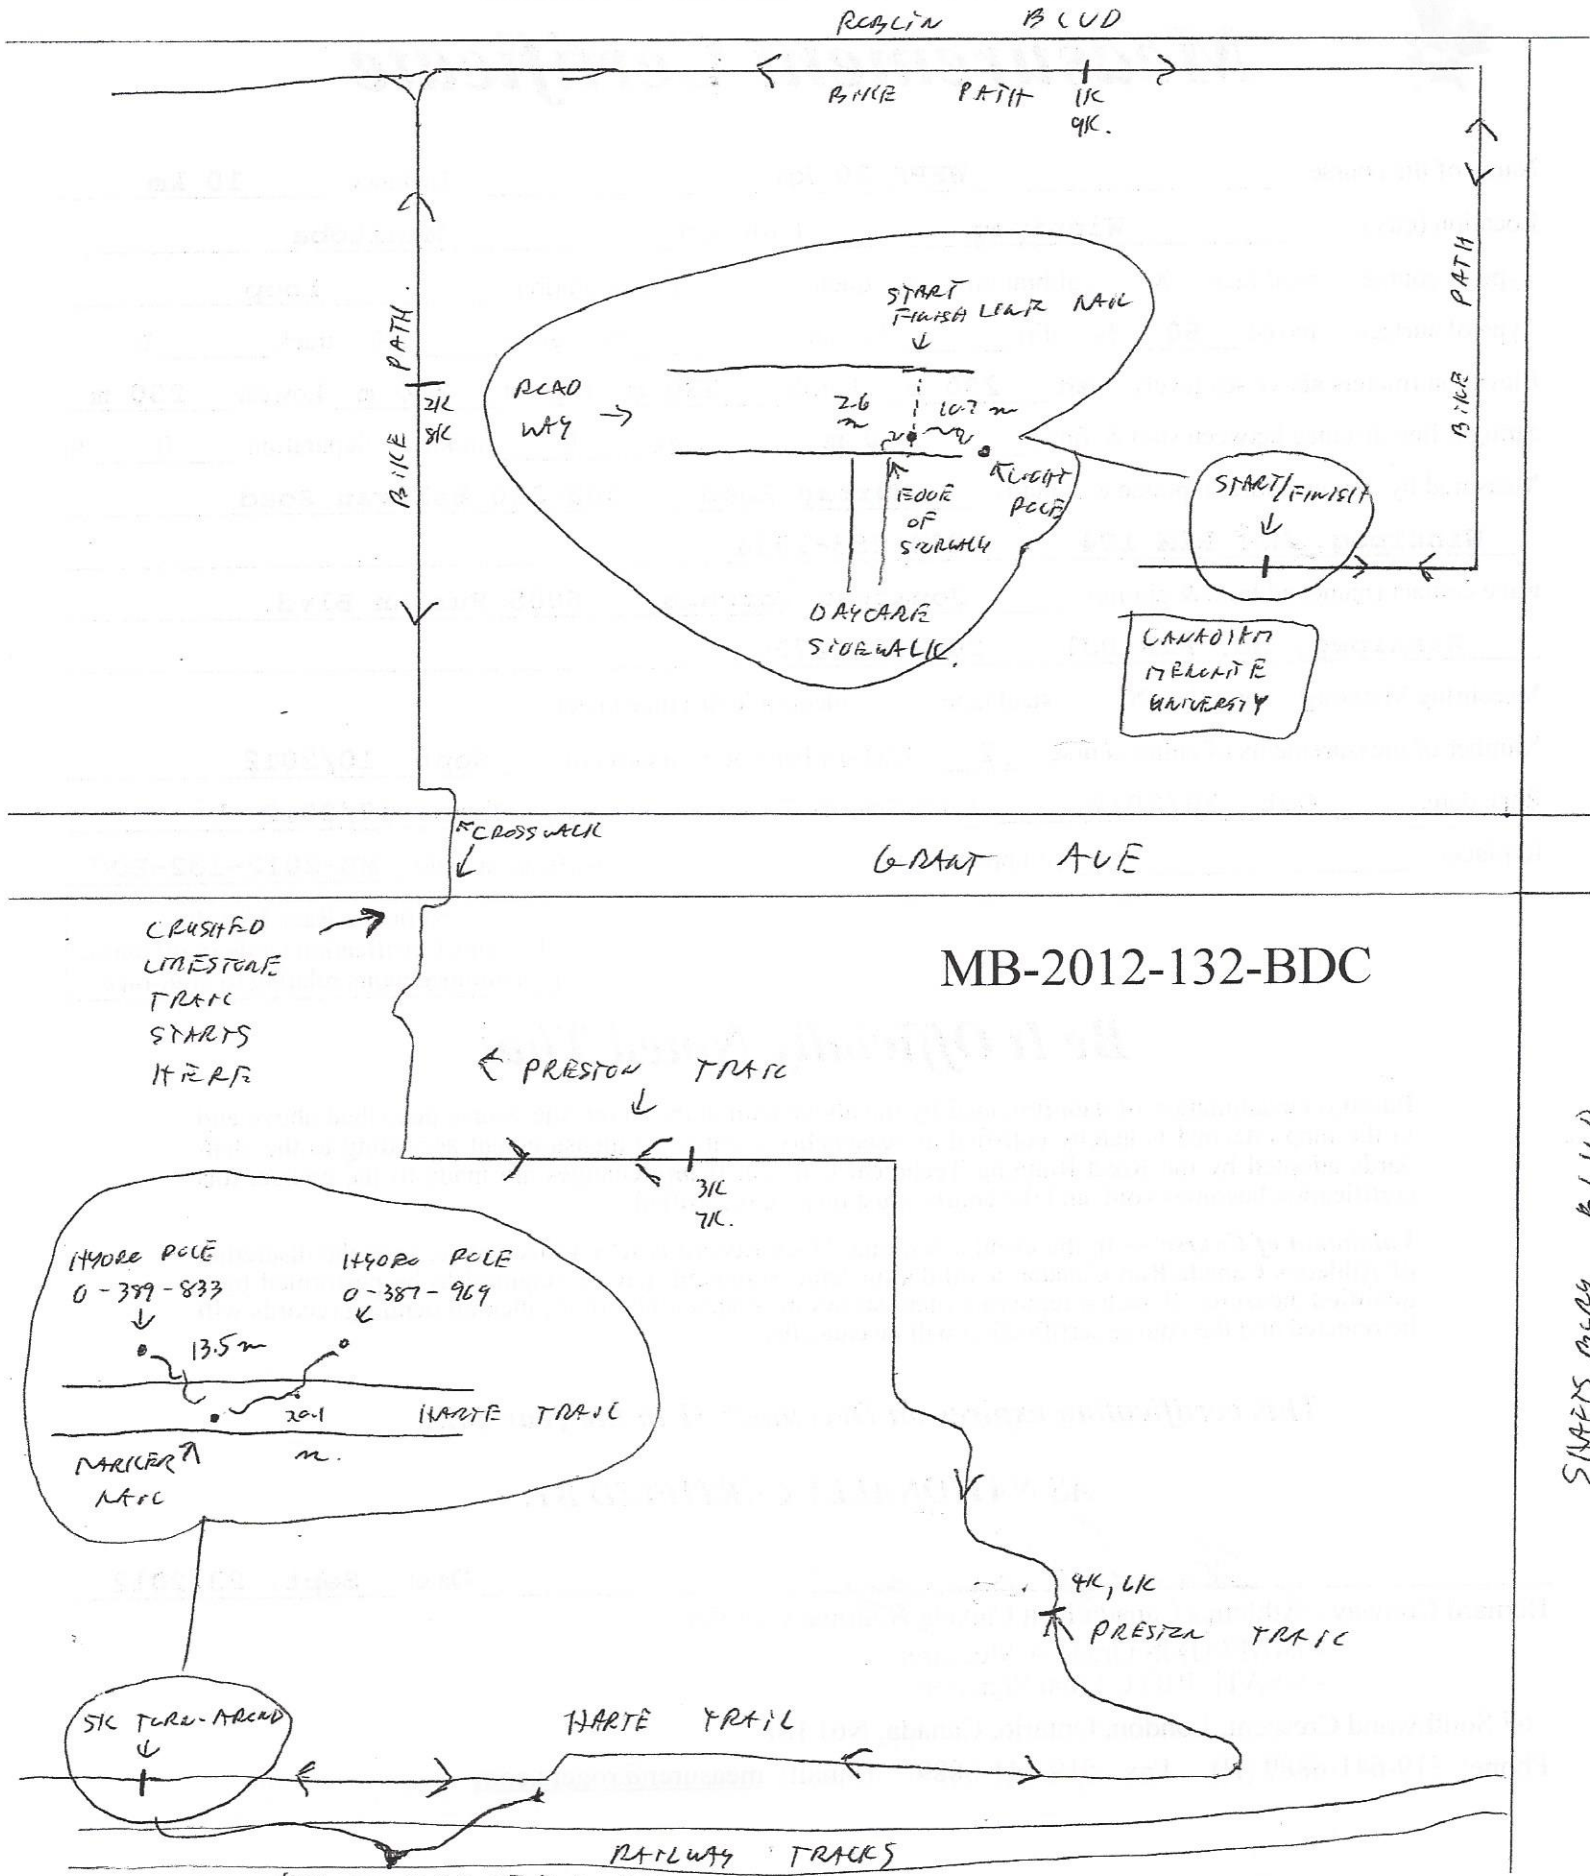 ROBLIN BLVD
BIKE PATH
1K
9K.
BIKE PATH
BIKE PATH
2K
8K
START
FINISH LINE NAIL
ROAD
WAY
2.6
m
10.7 m
LIGHT
POLE
EDGE
OF
SIDEWALK
DAYCARE
SIDEWALK.
START/FINISH
CANADIAN
MENONITE
UNIVERSITY
CROSSWALK
GRANT AVE
CRUSHED
LIMESTONE
TRAIL
STARTS
HERE
MB-2012-132-BDC
PRESTON TRAIL
3K
7K.
HYDRO POLE
0-389-833
HYDRO POLE
0-387-969
13.5 m
20.1
m.
HARTE TRAIL
MARKER
NAIL
SHAFTSBURY BLVD
4K, 6K
PRESTON TRAIL
5K TURN-AROUND
HARTE TRAIL
RAILWAY TRACKS